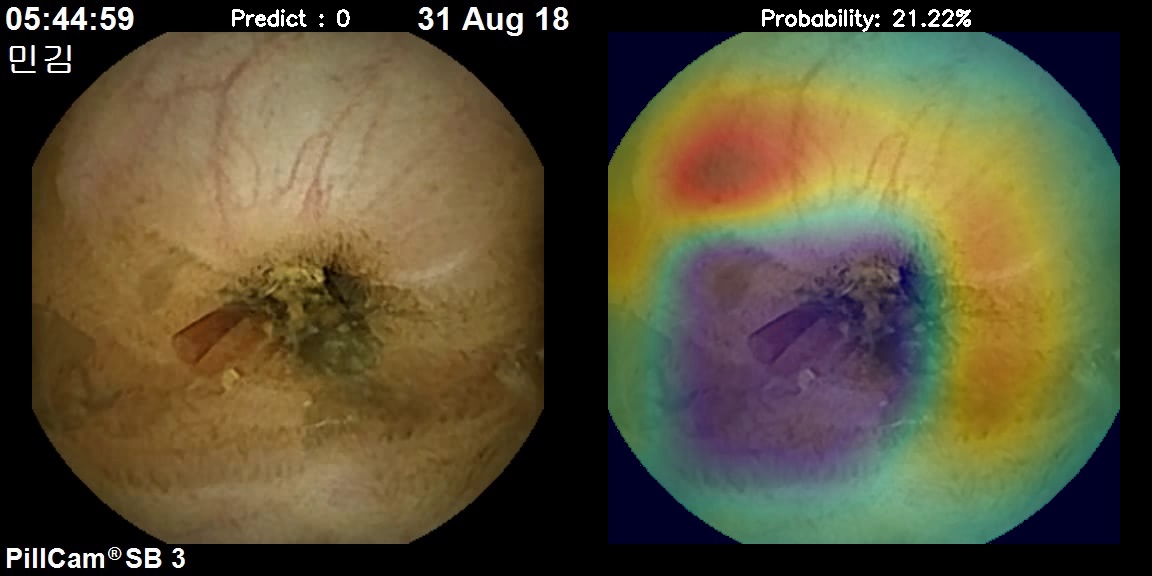 05:44:59
Predict : 0
31 Aug 18
Probability: 21.22%
민김
PillCam® SB 3